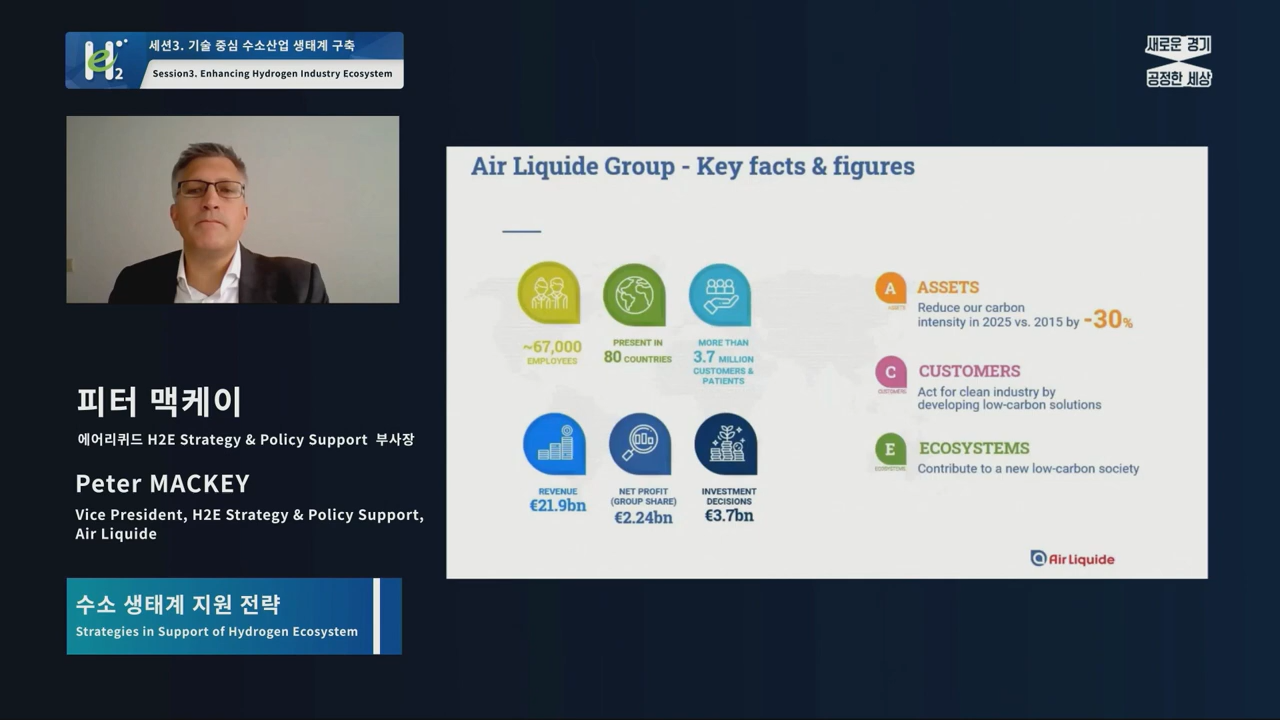 H2e
세션3. 기술 중심 수소산업 생태계 구축
Session3. Enhancing Hydrogen Industry Ecosystem
새로운 경기
공정한 세상
피터 맥케이
에어리퀴드 H2E Strategy & Policy Support 부사장
Peter MACKEY
Vice President, H2E Strategy & Policy Support,
Air Liquide
수소 생태계 지원 전략
Strategies in Support of Hydrogen Ecosystem
Air Liquide Group - Key facts & figures
~67,000
EMPLOYEES
PRESENT IN
80 COUNTRIES
MORE THAN
3.7 MILLION
CUSTOMERS &
PATIENTS
REVENUE
€21.9bn
NET PROFIT
(GROUP SHARE)
€2.24bn
INVESTMENT
DECISIONS
€3.7bn
A
ASSETS
ASSETS
Reduce our carbon
intensity in 2025 vs. 2015 by -30%
C
CUSTOMERS
CUSTOMERS
Act for clean industry by
developing low-carbon solutions
E
ECOSYSTEMS
ECOSYSTEMS
Contribute to a new low-carbon society
Air Liquide